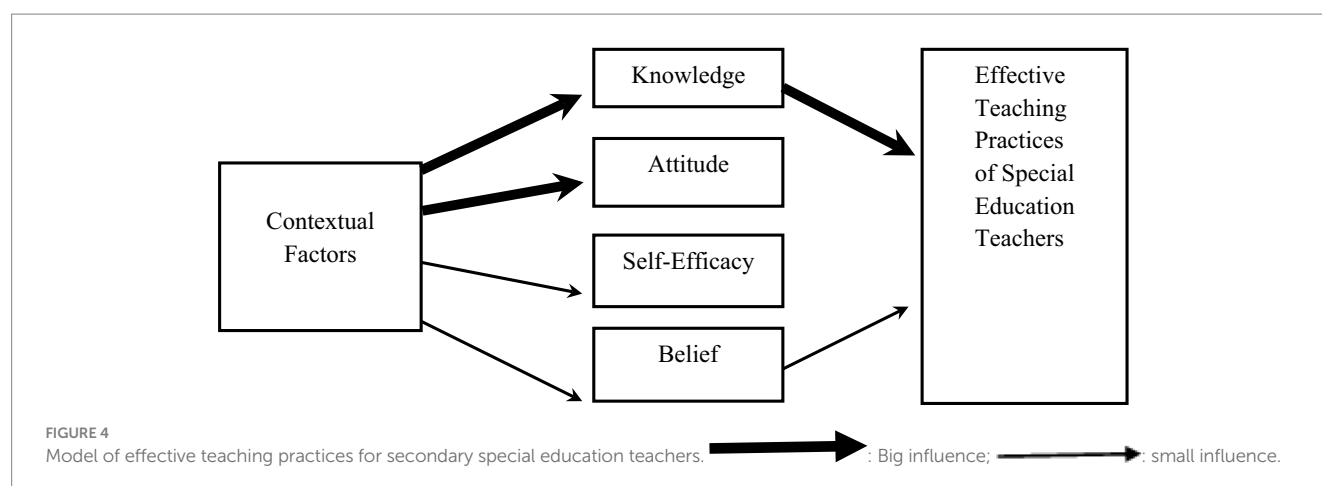 Contextual
Factors
Knowledge
Attitude
Self-Efficacy
Belief
Effective
Teaching
Practices
of Special
Education
Teachers
FIGURE 4
Model of effective teaching practices for secondary special education teachers. : Big influence; : small influence.